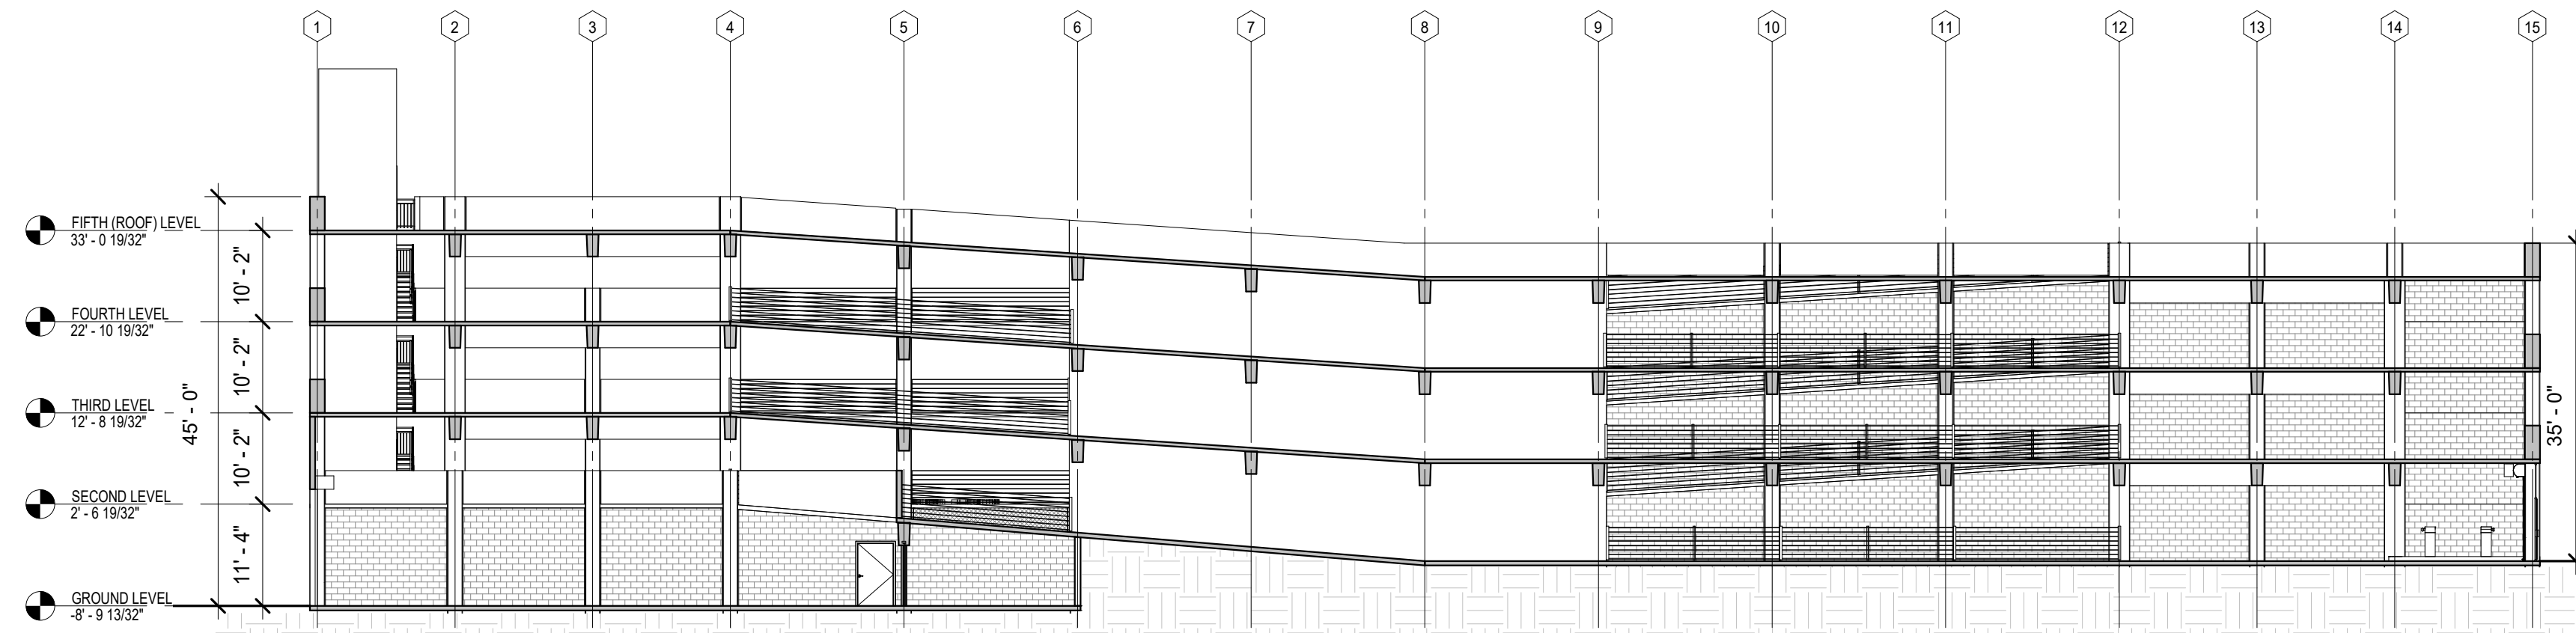 1 2 3 4 5 6 7 8 9 10 11 12 13 14 15
FIFTH (ROOF) LEVEL
33' - 0 19/32"
10' - 2"
FOURTH LEVEL
22' - 10 19/32"
10' - 2"
THIRD LEVEL
12' - 8 19/32"
45' - 0"
35' - 0"
10' - 2"
SECOND LEVEL
2' - 6 19/32"
11' - 4"
GROUND LEVEL
-8' - 9 13/32"